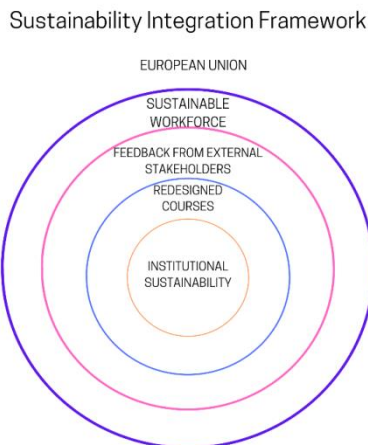 Sustainability Integration Framework
EUROPEAN UNION
SUSTAINABLE
WORKFORCE
FEEDBACK FROM EXTERNAL
STAKEHOLDERS
REDESIGNED
COURSES
INSTITUTIONAL
SUSTAINABILITY